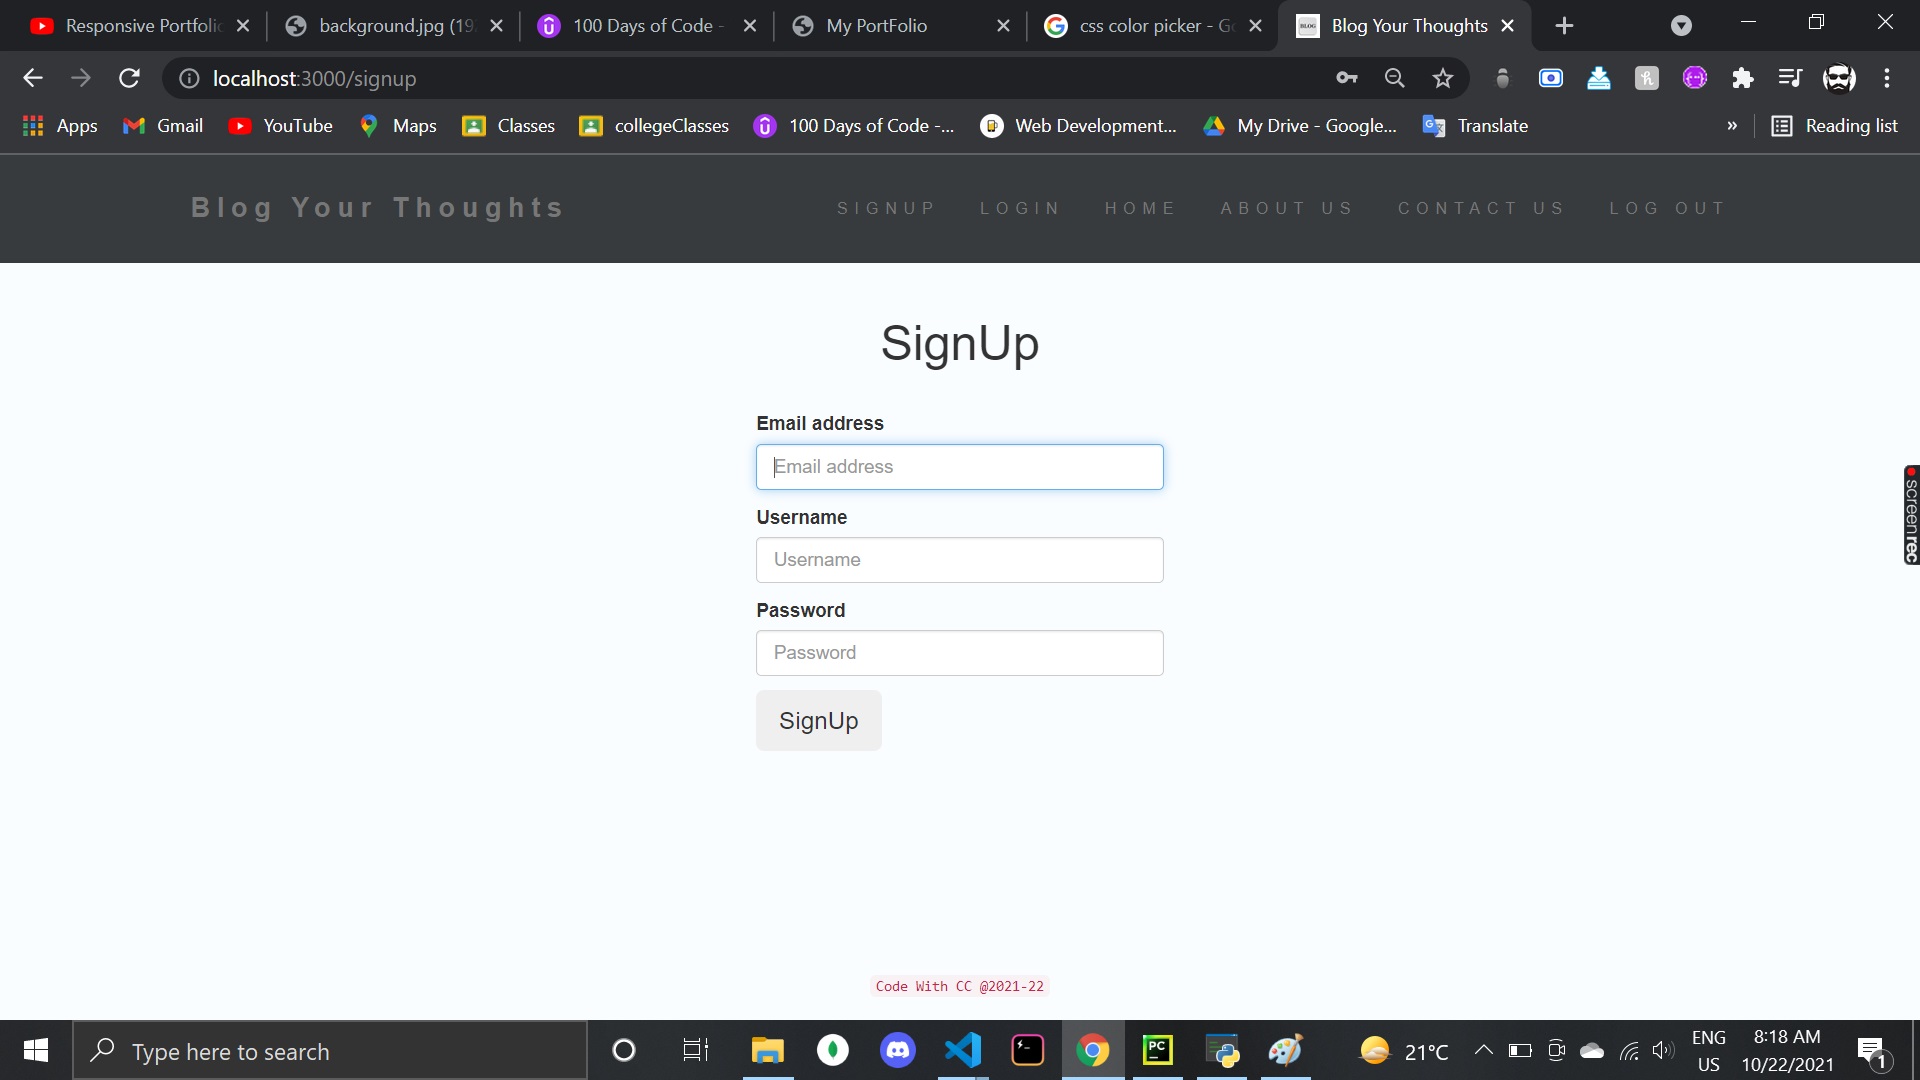 Responsive Portfolio
background.jpg (19
100 Days of Code -
My PortFolio
css color picker - Go
Blog Your Thoughts
localhost:3000/signup
Apps
Gmail
YouTube
Maps
Classes
collegeClasses
100 Days of Code -...
Web Development...
My Drive - Google...
Translate
»
Reading list
Blog Your Thoughts
SIGNUP
LOGIN
HOME
ABOUT US
CONTACT US
LOG OUT
SignUp
Email address
Email address
Username
Username
Password
Password
SignUp
screenrec
Code With CC @2021-22
Type here to search
PC
21°C
ENG
US
8:18 AM
10/22/2021
1